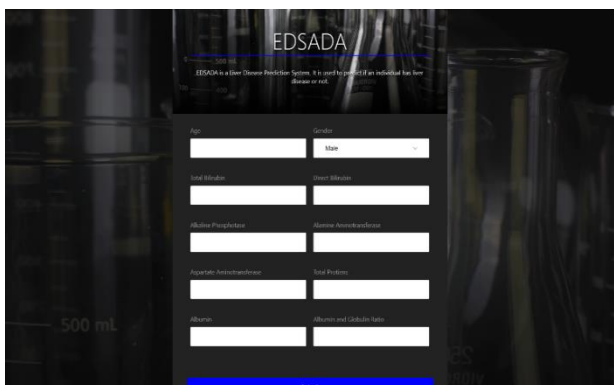 EDSADA
EDSADA is a Liver Disease Prediction System. It is used to predict if an individual has liver
disease or not.
Age
Gender
Male
Total Bilirubin
Direct Bilirubin
Alkaline Phosphotase
Alamine Aminotransferase
Aspartate Aminotransferase
Total Protiens
Albumin
Albumin and Globulin Ratio
500 mL